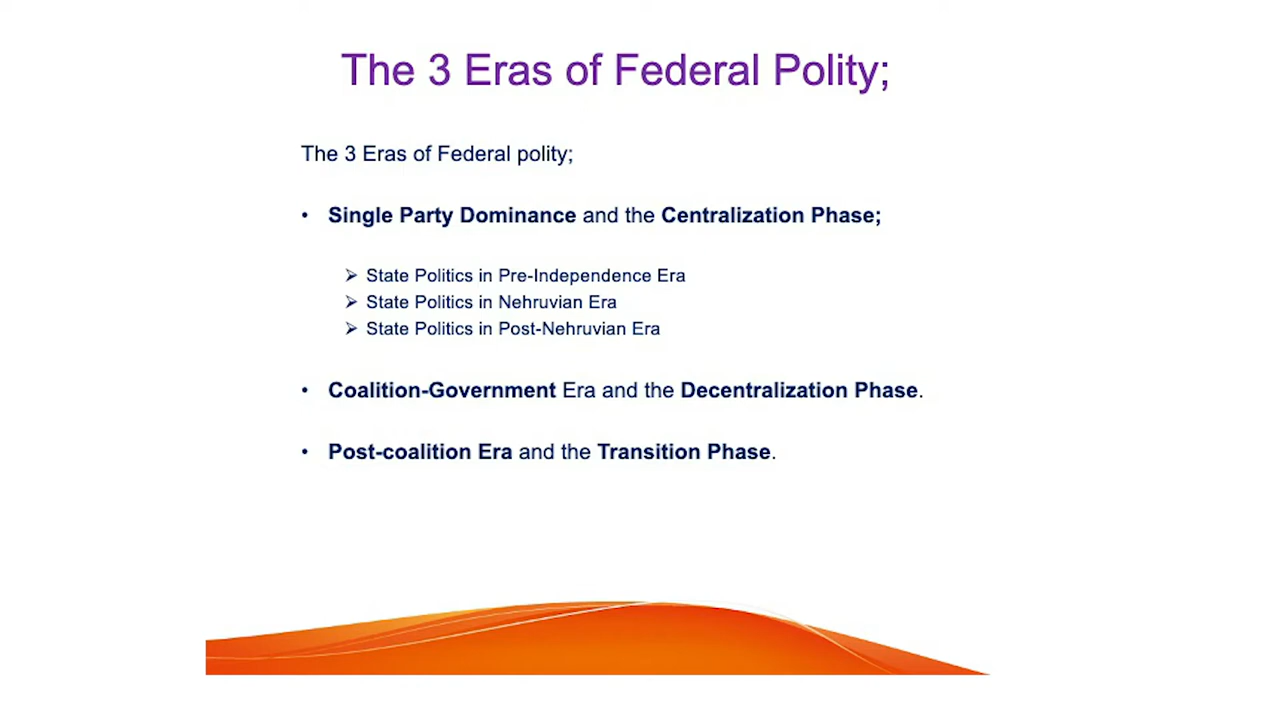 The 3 Eras of Federal Polity;
The 3 Eras of Federal polity;
• Single Party Dominance and the Centralization Phase;
➢ State Politics in Pre-Independence Era
➢ State Politics in Nehruvian Era
➢ State Politics in Post-Nehruvian Era
• Coalition-Government Era and the Decentralization Phase.
• Post-coalition Era and the Transition Phase.